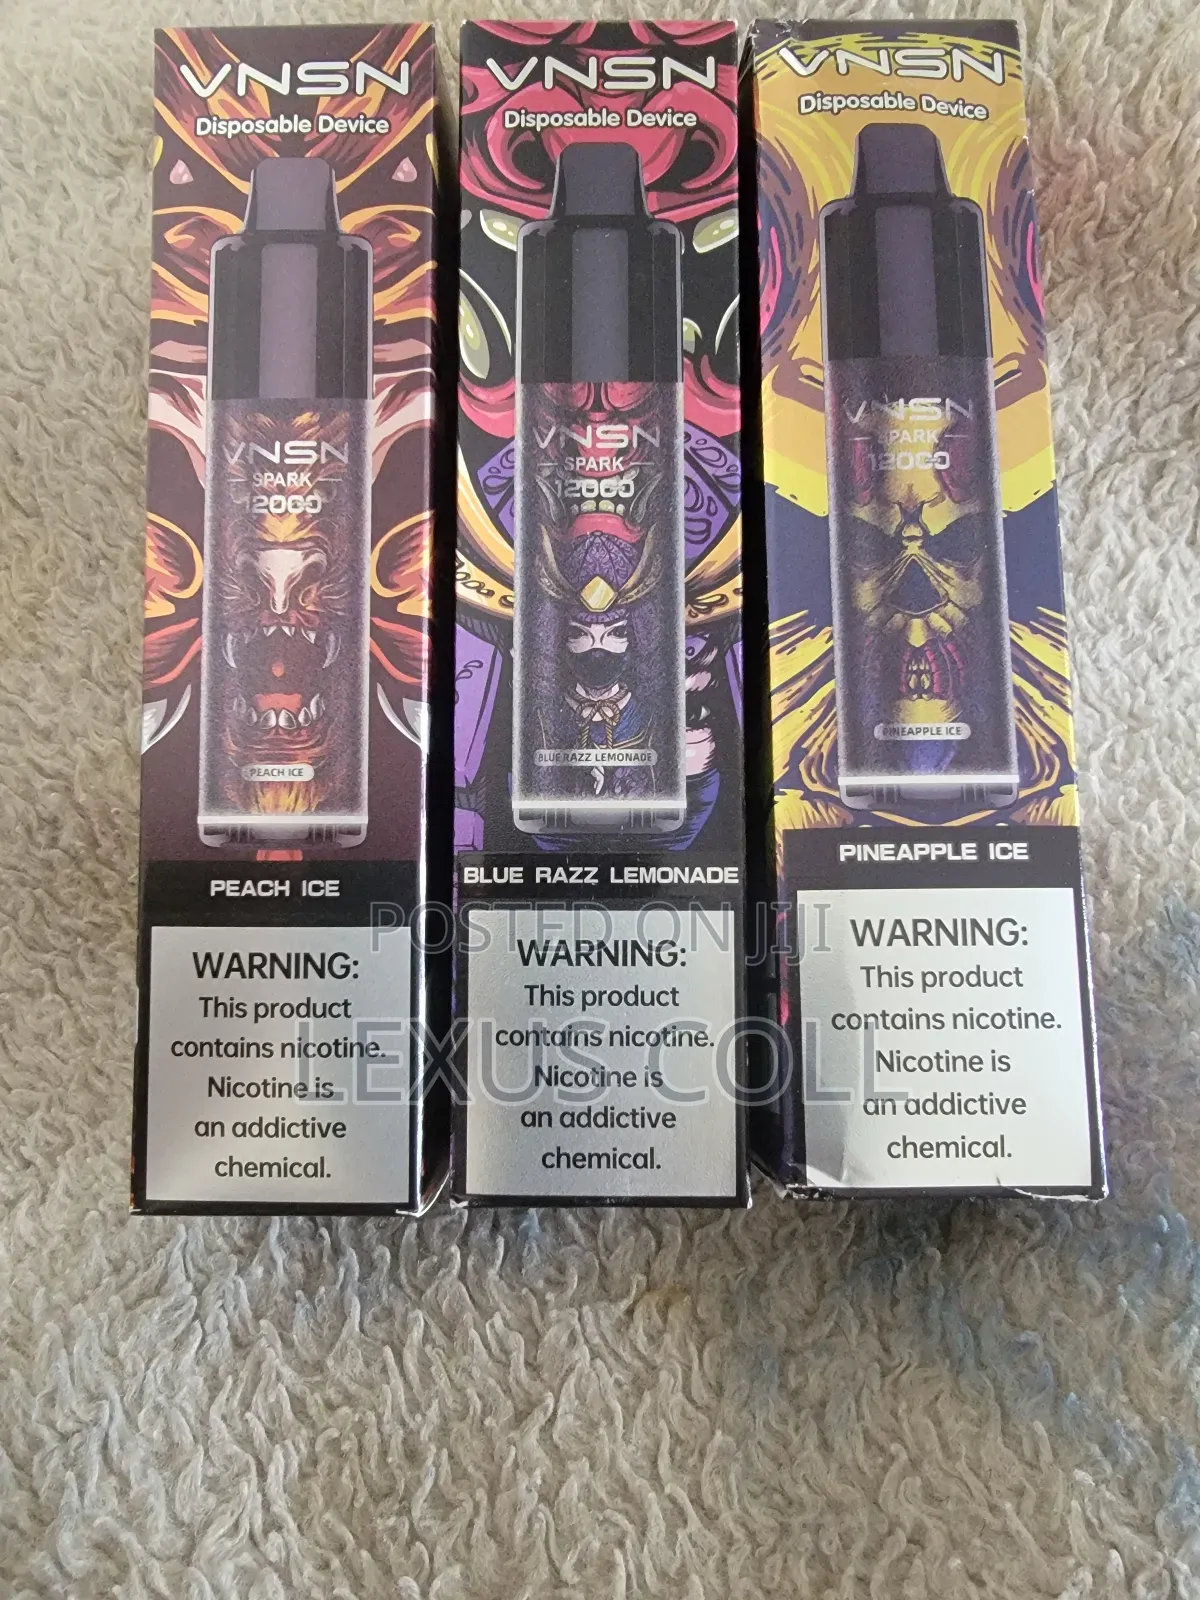 VNSN
Disposable Device
VNSN
SPARK
12000
PEACH ICE
PEACH ICE
WARNING:
This product
contains nicotine.
Nicotine is
an addictive
chemical.
VNSN
Disposable Device
VNSN
SPARK
12000
BLUE RAZZ LEMONADE
BLUE RAZZ LEMONADE
WARNING:
This product
contains nicotine.
Nicotine is
an addictive
chemical.
VNSN
Disposable Device
VNSN
SPARK
12000
PINEAPPLE ICE
PINEAPPLE ICE
WARNING:
This product
contains nicotine.
Nicotine is
an addictive
chemical.
POSTED ON JIJI
LEXUS COLL